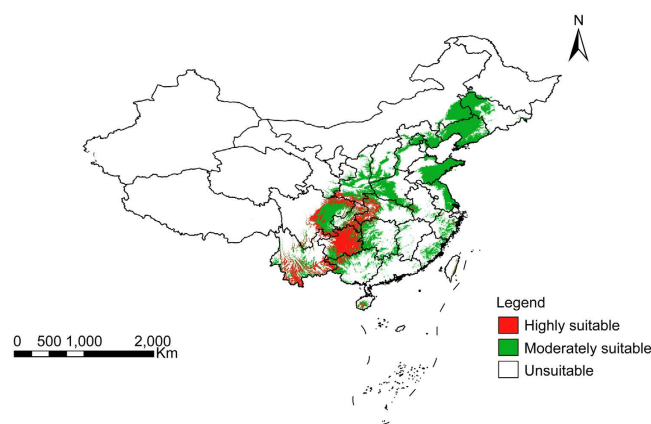 N
Legend
Highly suitable
Moderately suitable
Unsuitable
0 500 1,000 2,000
Km